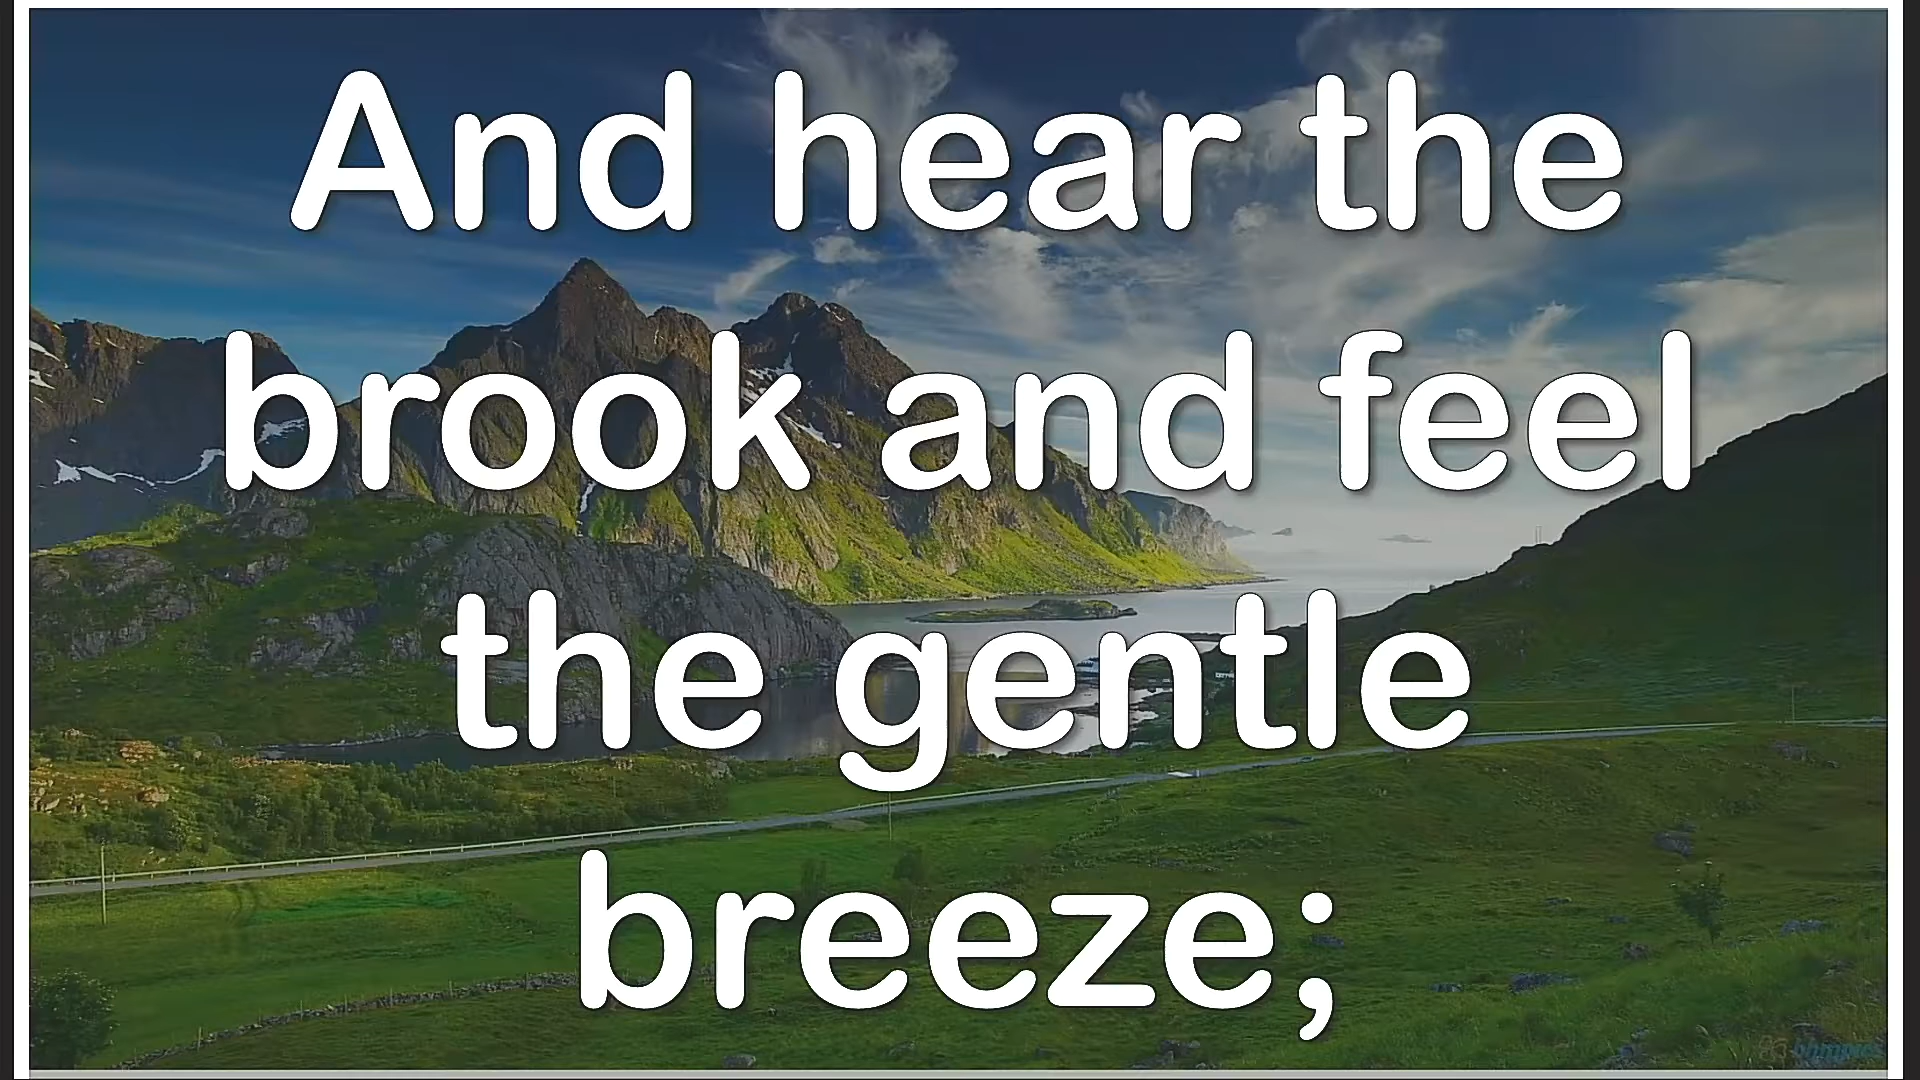 And hear the
brook and feel
the gentle
breeze;